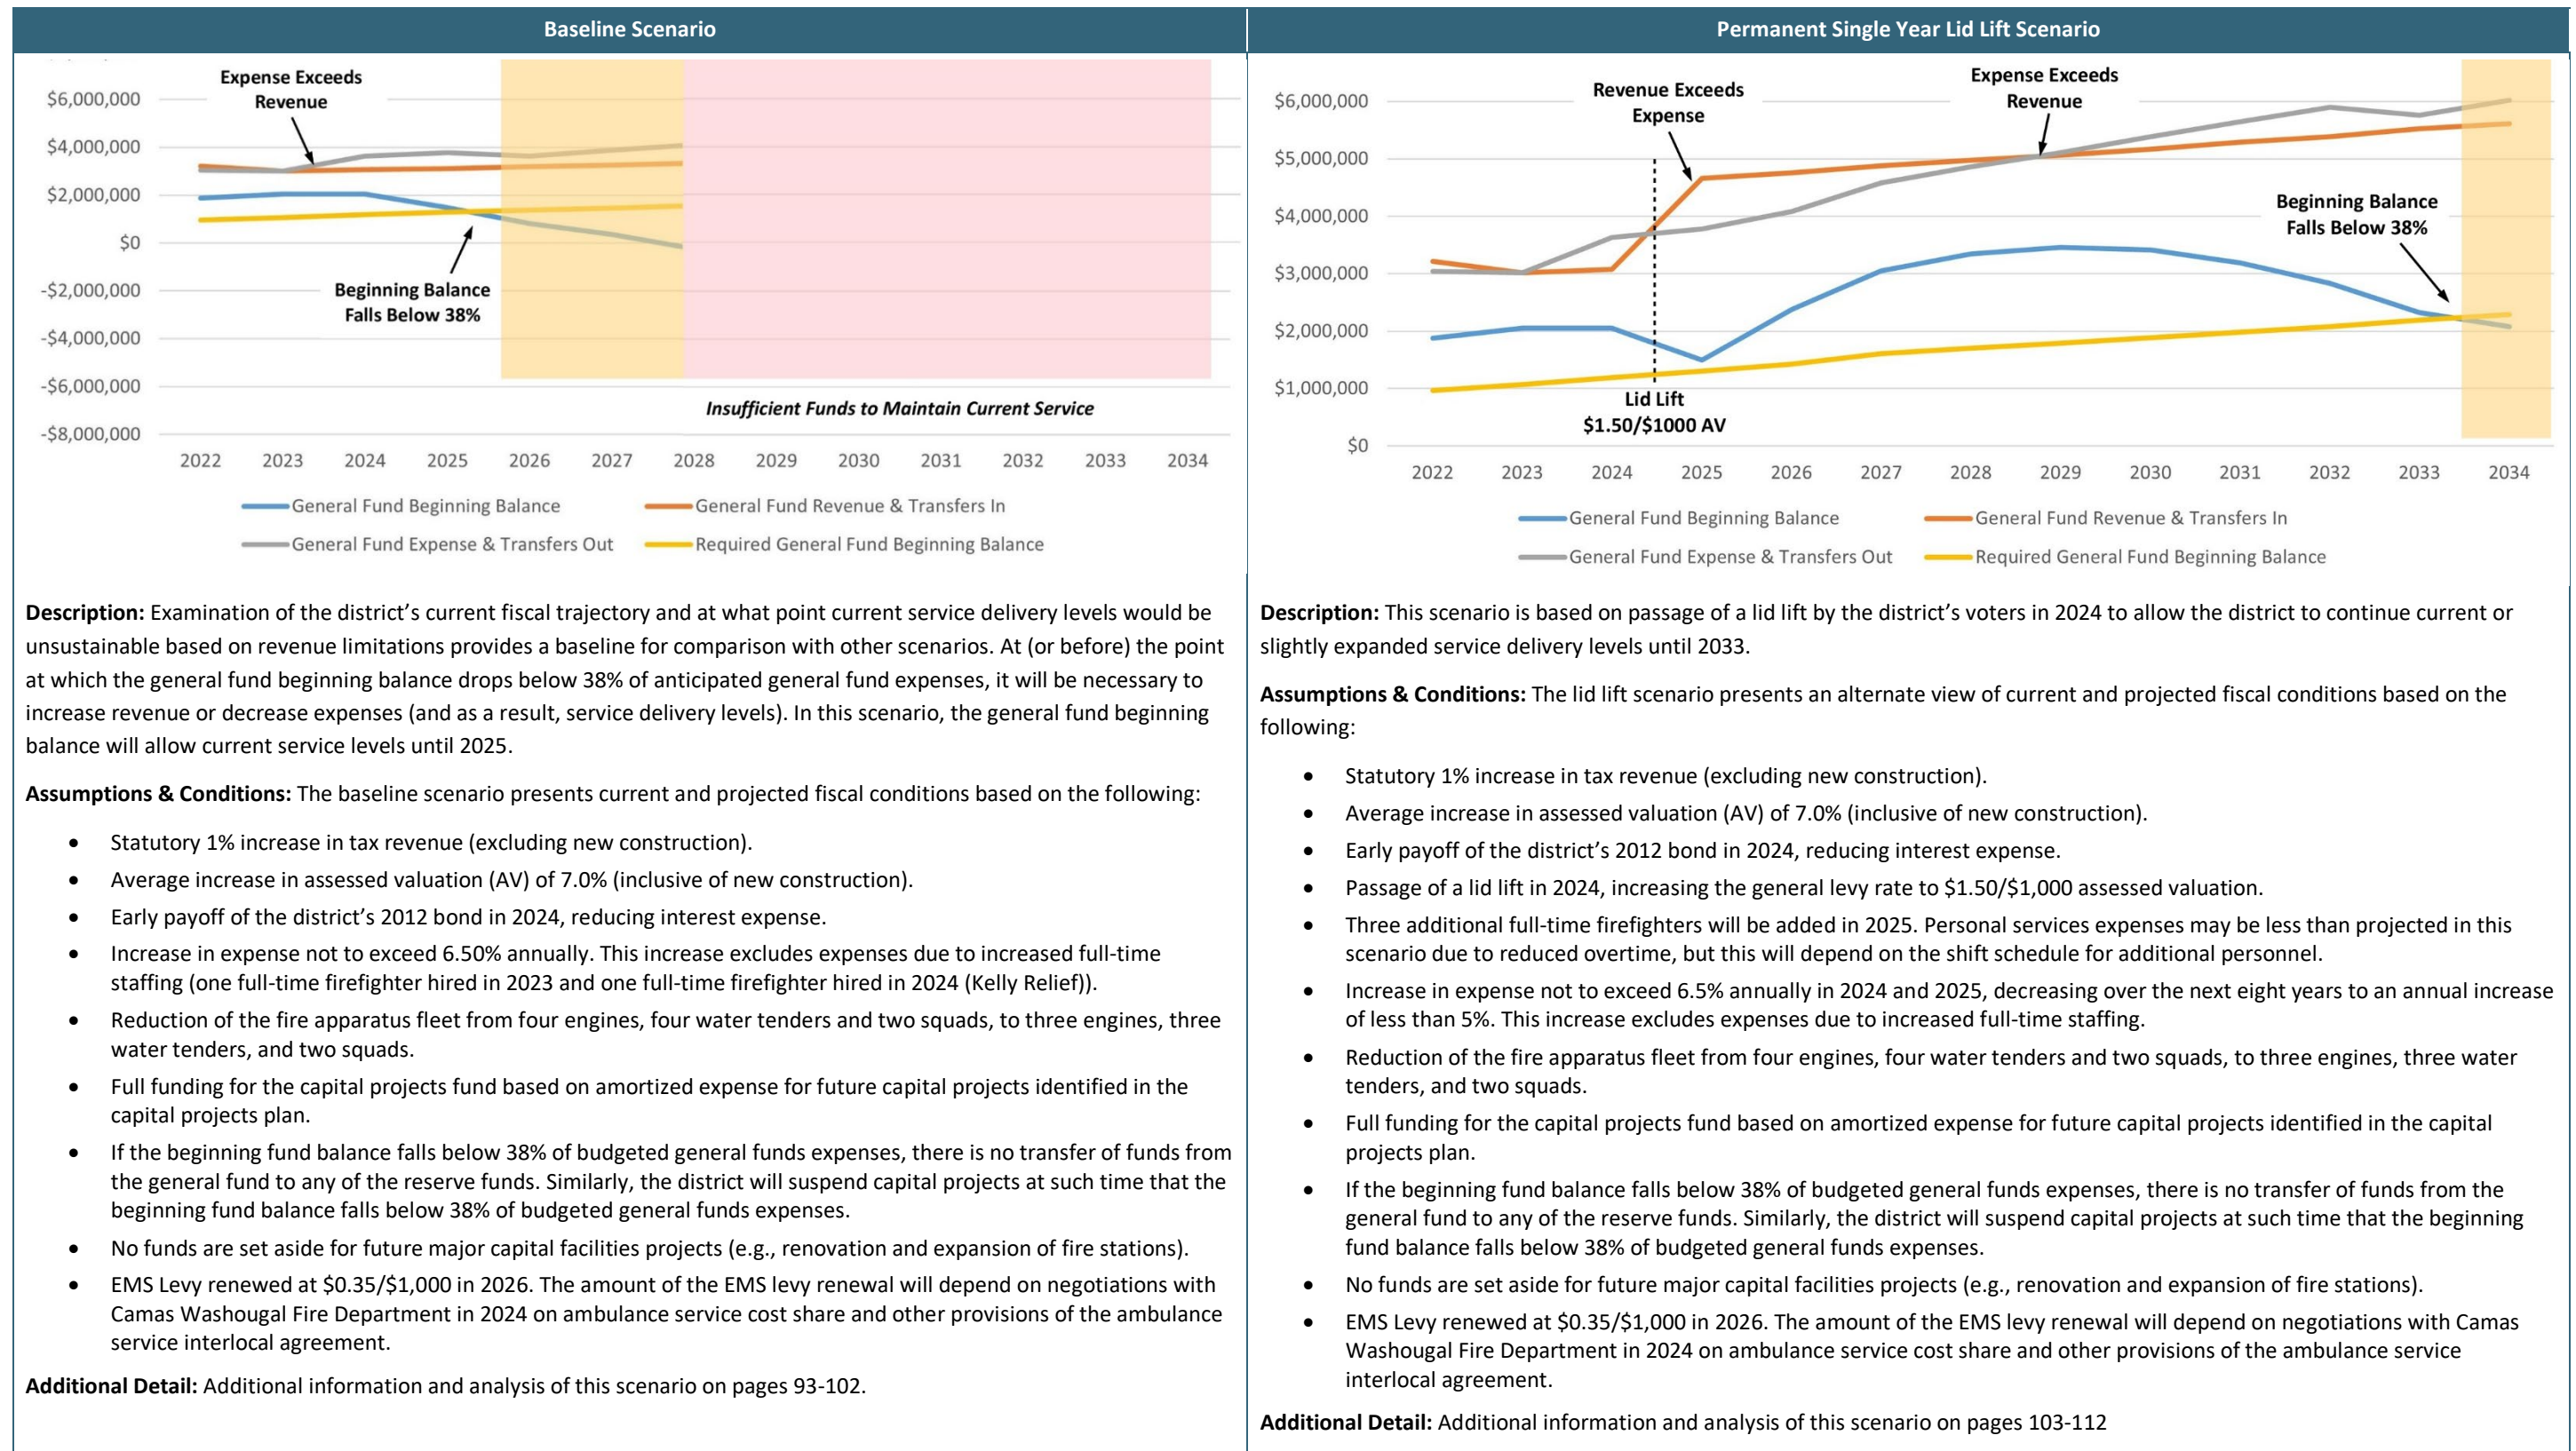 Baseline Scenario
Expense Exceeds
Revenue
$6,000,000
$4,000,000
$2,000,000
$0
-$2,000,000
-$4,000,000
-$6,000,000
-$8,000,000
Beginning Balance
Falls Below 38%
Insufficient Funds to Maintain Current Service
2022 2023 2024 2025 2026 2027 2028 2029 2030 2031 2032 2033 2034
General Fund Beginning Balance
General Fund Revenue & Transfers In
General Fund Expense & Transfers Out
Required General Fund Beginning Balance
Description: Examination of the district’s current fiscal trajectory and at what point current service delivery levels would be
unsustainable based on revenue limitations provides a baseline for comparison with other scenarios. At (or before) the point
at which the general fund beginning balance drops below 38% of anticipated general fund expenses, it will be necessary to
increase revenue or decrease expenses (and as a result, service delivery levels). In this scenario, the general fund beginning
balance will allow current service levels until 2025.
Assumptions & Conditions: The baseline scenario presents current and projected fiscal conditions based on the following:
• Statutory 1% increase in tax revenue (excluding new construction).
• Average increase in assessed valuation (AV) of 7.0% (inclusive of new construction).
• Early payoff of the district’s 2012 bond in 2024, reducing interest expense.
• Increase in expense not to exceed 6.50% annually. This increase excludes expenses due to increased full-time
staffing (one full-time firefighter hired in 2023 and one full-time firefighter hired in 2024 (Kelly Relief)).
• Reduction of the fire apparatus fleet from four engines, four water tenders and two squads, to three engines, three
water tenders, and two squads.
• Full funding for the capital projects fund based on amortized expense for future capital projects identified in the
capital projects plan.
• If the beginning fund balance falls below 38% of budgeted general funds expenses, there is no transfer of funds from
the general fund to any of the reserve funds. Similarly, the district will suspend capital projects at such time that the
beginning fund balance falls below 38% of budgeted general funds expenses.
• No funds are set aside for future major capital facilities projects (e.g., renovation and expansion of fire stations).
• EMS Levy renewed at $0.35/$1,000 in 2026. The amount of the EMS levy renewal will depend on negotiations with
Camas Washougal Fire Department in 2024 on ambulance service cost share and other provisions of the ambulance
service interlocal agreement.
Additional Detail: Additional information and analysis of this scenario on pages 93-102.
Permanent Single Year Lid Lift Scenario
Revenue Exceeds
Expense
Expense Exceeds
Revenue
Beginning Balance
Falls Below 38%
$6,000,000
$5,000,000
$4,000,000
$3,000,000
$2,000,000
$1,000,000
$0
Lid Lift
$1.50/$1000 AV
2022 2023 2024 2025 2026 2027 2028 2029 2030 2031 2032 2033 2034
General Fund Beginning Balance
General Fund Revenue & Transfers In
General Fund Expense & Transfers Out
Required General Fund Beginning Balance
Description: This scenario is based on passage of a lid lift by the district’s voters in 2024 to allow the district to continue current or
slightly expanded service delivery levels until 2033.
Assumptions & Conditions: The lid lift scenario presents an alternate view of current and projected fiscal conditions based on the
following:
• Statutory 1% increase in tax revenue (excluding new construction).
• Average increase in assessed valuation (AV) of 7.0% (inclusive of new construction).
• Early payoff of the district’s 2012 bond in 2024, reducing interest expense.
• Passage of a lid lift in 2024, increasing the general levy rate to $1.50/$1,000 assessed valuation.
• Three additional full-time firefighters will be added in 2025. Personal services expenses may be less than projected in this
scenario due to reduced overtime, but this will depend on the shift schedule for additional personnel.
• Increase in expense not to exceed 6.5% annually in 2024 and 2025, decreasing over the next eight years to an annual increase
of less than 5%. This increase excludes expenses due to increased full-time staffing.
• Reduction of the fire apparatus fleet from four engines, four water tenders and two squads, to three engines, three water
tenders, and two squads.
• Full funding for the capital projects fund based on amortized expense for future capital projects identified in the capital
projects plan.
• If the beginning fund balance falls below 38% of budgeted general funds expenses, there is no transfer of funds from the
general fund to any of the reserve funds. Similarly, the district will suspend capital projects at such time that the beginning
fund balance falls below 38% of budgeted general funds expenses.
• No funds are set aside for future major capital facilities projects (e.g., renovation and expansion of fire stations).
• EMS Levy renewed at $0.35/$1,000 in 2026. The amount of the EMS levy renewal will depend on negotiations with Camas
Washougal Fire Department in 2024 on ambulance service cost share and other provisions of the ambulance service
interlocal agreement.
Additional Detail: Additional information and analysis of this scenario on pages 103-112